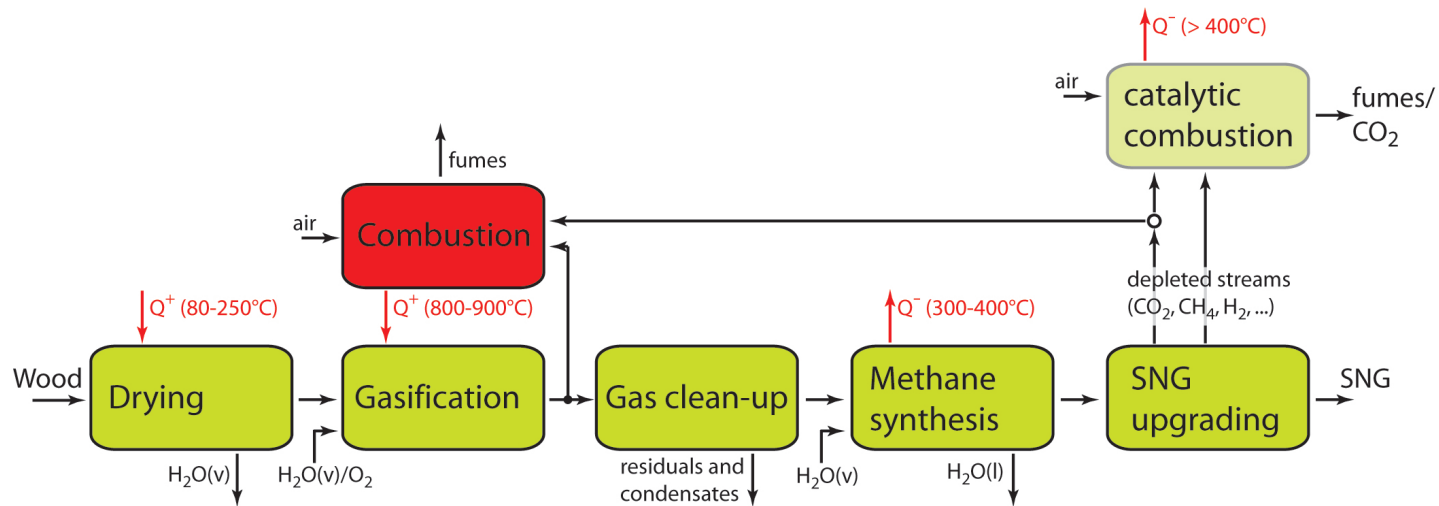 Q⁻ (> 400°C)
air
catalytic
combustion
fumes/
CO₂
fumes
air
Combustion
depleted streams
(CO₂, CH₄, H₂, ...)
Q⁺ (80-250°C)
Q⁺ (800-900°C)
Q⁻ (300-400°C)
Wood
Drying
Gasification
Gas clean-up
Methane
synthesis
SNG
upgrading
SNG
H₂O(v)
H₂O(v)/O₂
residuals and
condensates
H₂O(v)
H₂O(l)